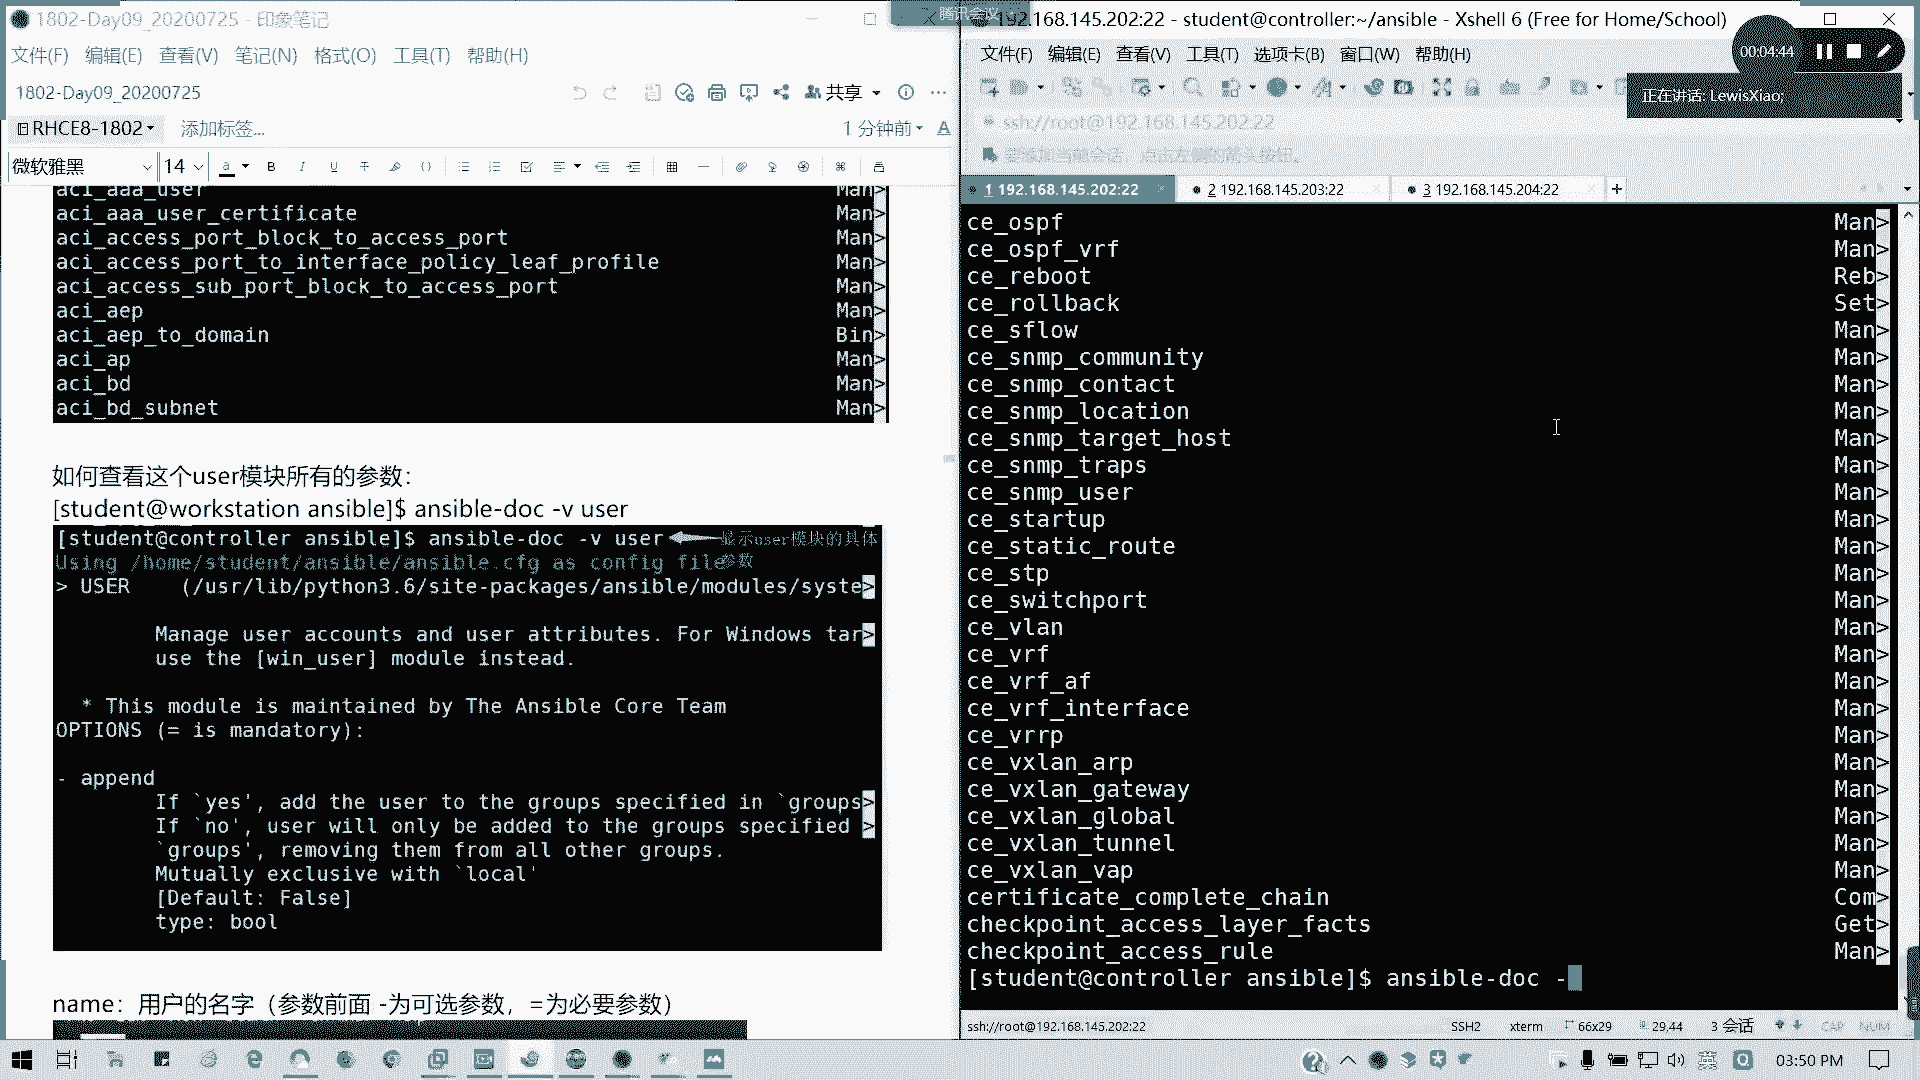 1802-Day09_20200725 - 印象笔记
文件(F) 编辑(E) 查看(V) 笔记(N) 格式(O) 工具(T) 帮助(H)
1802-Day09_20200725
共享
RHCE8-1802
添加标签...
1 分钟前
微软雅黑
14
aci_aaa_user Man>
aci_aaa_user_certificate Man>
aci_access_port_block_to_access_port Man>
aci_access_port_to_interface_policy_leaf_profile Man>
aci_access_sub_port_block_to_access_port Man>
aci_aep Man>
aci_aep_to_domain Bin>
aci_ap Man>
aci_bd Man>
aci_bd_subnet Man>
如何查看这个user模块所有的参数：
[student@workstation ansible]$ ansible-doc -v user
[student@controller ansible]$ ansible-doc -v user
显示user模块的具体
参数
Using /home/student/ansible/ansible.cfg as config file
> USER (/usr/lib/python3.6/site-packages/ansible/modules/syste>
Manage user accounts and user attributes. For Windows tar>
use the [win_user] module instead.
* This module is maintained by The Ansible Core Team
OPTIONS (= is mandatory):
- append
If `yes', add the user to the groups specified in `groups>
If `no', user will only be added to the groups specified >
`groups', removing them from all other groups.
Mutually exclusive with `local'
[Default: False]
type: bool
name：用户的名字（参数前面 -为可选参数，=为必要参数）
腾讯会议
192.168.145.202:22 - student@controller:~/ansible - Xshell 6 (Free for Home/School)
文件(F) 编辑(E) 查看(V) 工具(T) 选项卡(B) 窗口(W) 帮助(H)
00:04:44
正在讲话: LewisXiao;
ssh://root@192.168.145.202:22
要添加当前会话，点击左侧的箭头按钮。
1 192.168.145.202:22
2 192.168.145.203:22
3 192.168.145.204:22
ce_ospf Man>
ce_ospf_vrf Man>
ce_reboot Reb>
ce_rollback Set>
ce_sflow Man>
ce_snmp_community Man>
ce_snmp_contact Man>
ce_snmp_location Man>
ce_snmp_target_host Man>
ce_snmp_traps Man>
ce_snmp_user Man>
ce_startup Man>
ce_static_route Man>
ce_stp Man>
ce_switchport Man>
ce_vlan Man>
ce_vrf Man>
ce_vrf_af Man>
ce_vrf_interface Man>
ce_vrrp Man>
ce_vxlan_arp Man>
ce_vxlan_gateway Man>
ce_vxlan_global Man>
ce_vxlan_tunnel Man>
ce_vxlan_vap Man>
certificate_complete_chain Com>
checkpoint_access_layer_facts Get>
checkpoint_access_rule Man>
[student@controller ansible]$ ansible-doc -
ssh://root@192.168.145.202:22
SSH2 xterm 66x29 29,44 3 会话 CAP NUM
英
03:50 PM